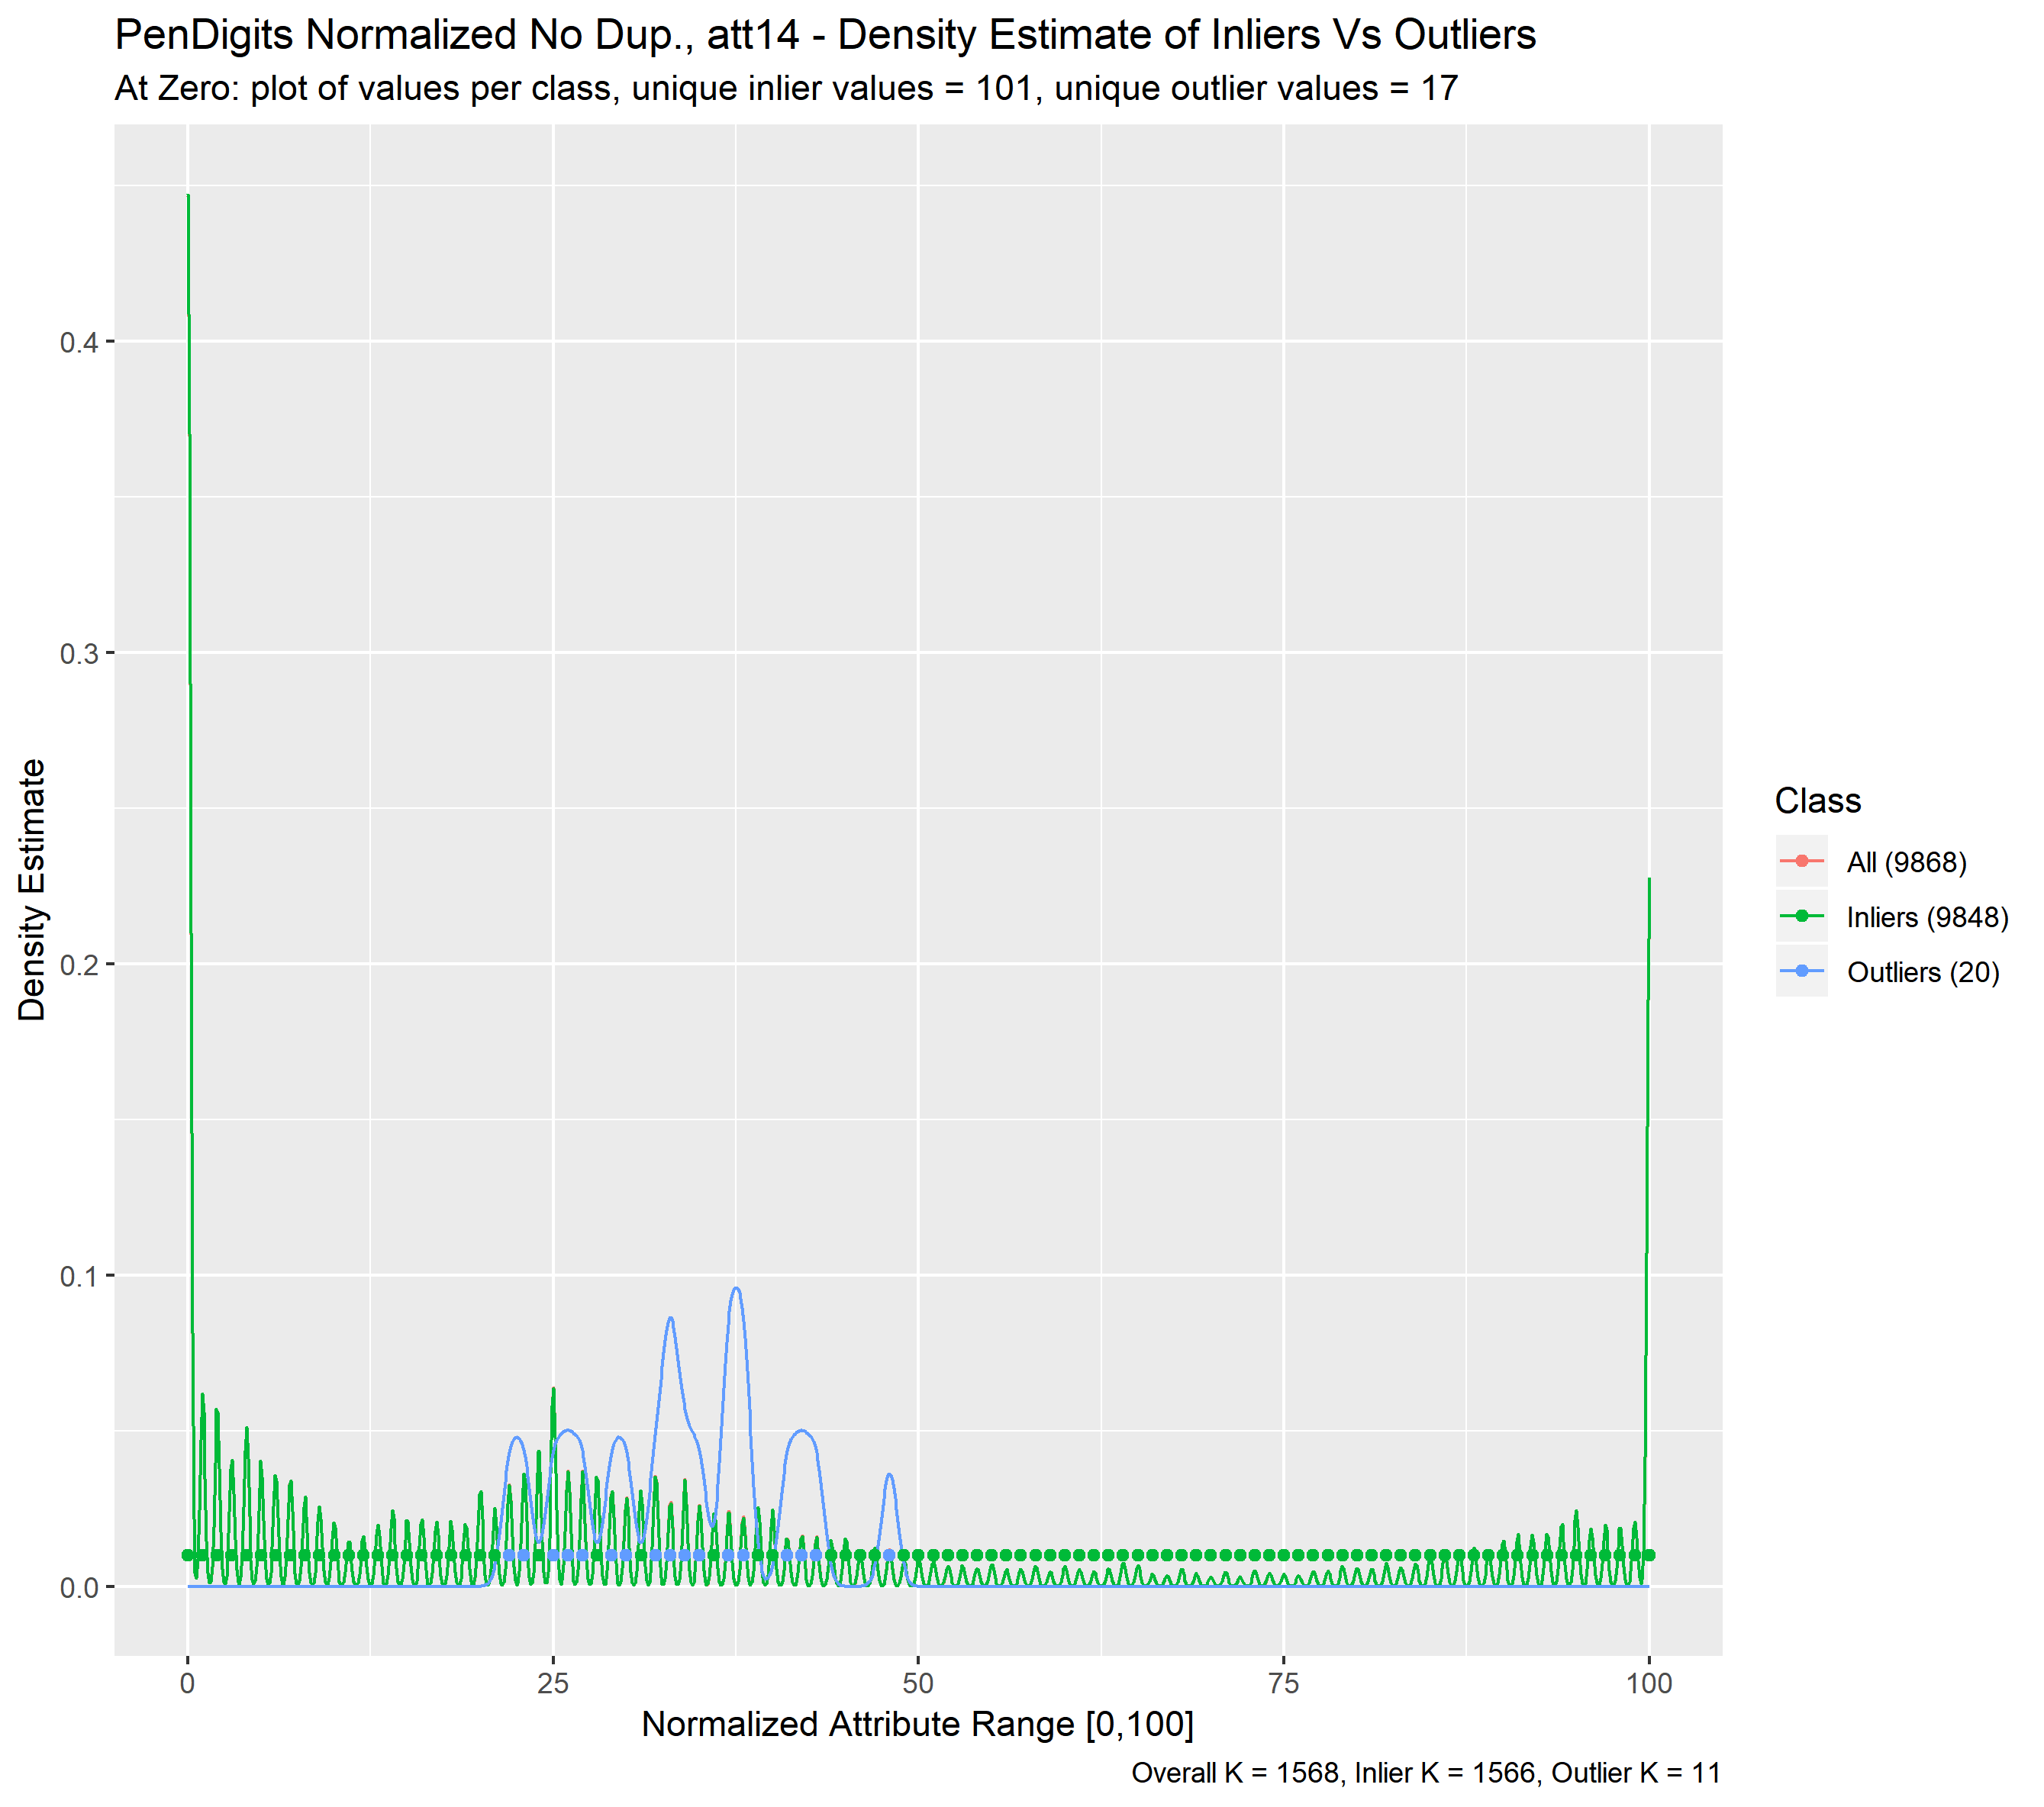 PenDigits Normalized No Dup., att14 - Density Estimate of Inliers Vs Outliers
At Zero: plot of values per class, unique inlier values = 101, unique outlier values = 17
Density Estimate
0.4
0.3
0.2
0.1
0.0
0 25 50 75 100
Normalized Attribute Range [0,100]
Class
All (9868)
Inliers (9848)
Outliers (20)
Overall K = 1568, Inlier K = 1566, Outlier K = 11